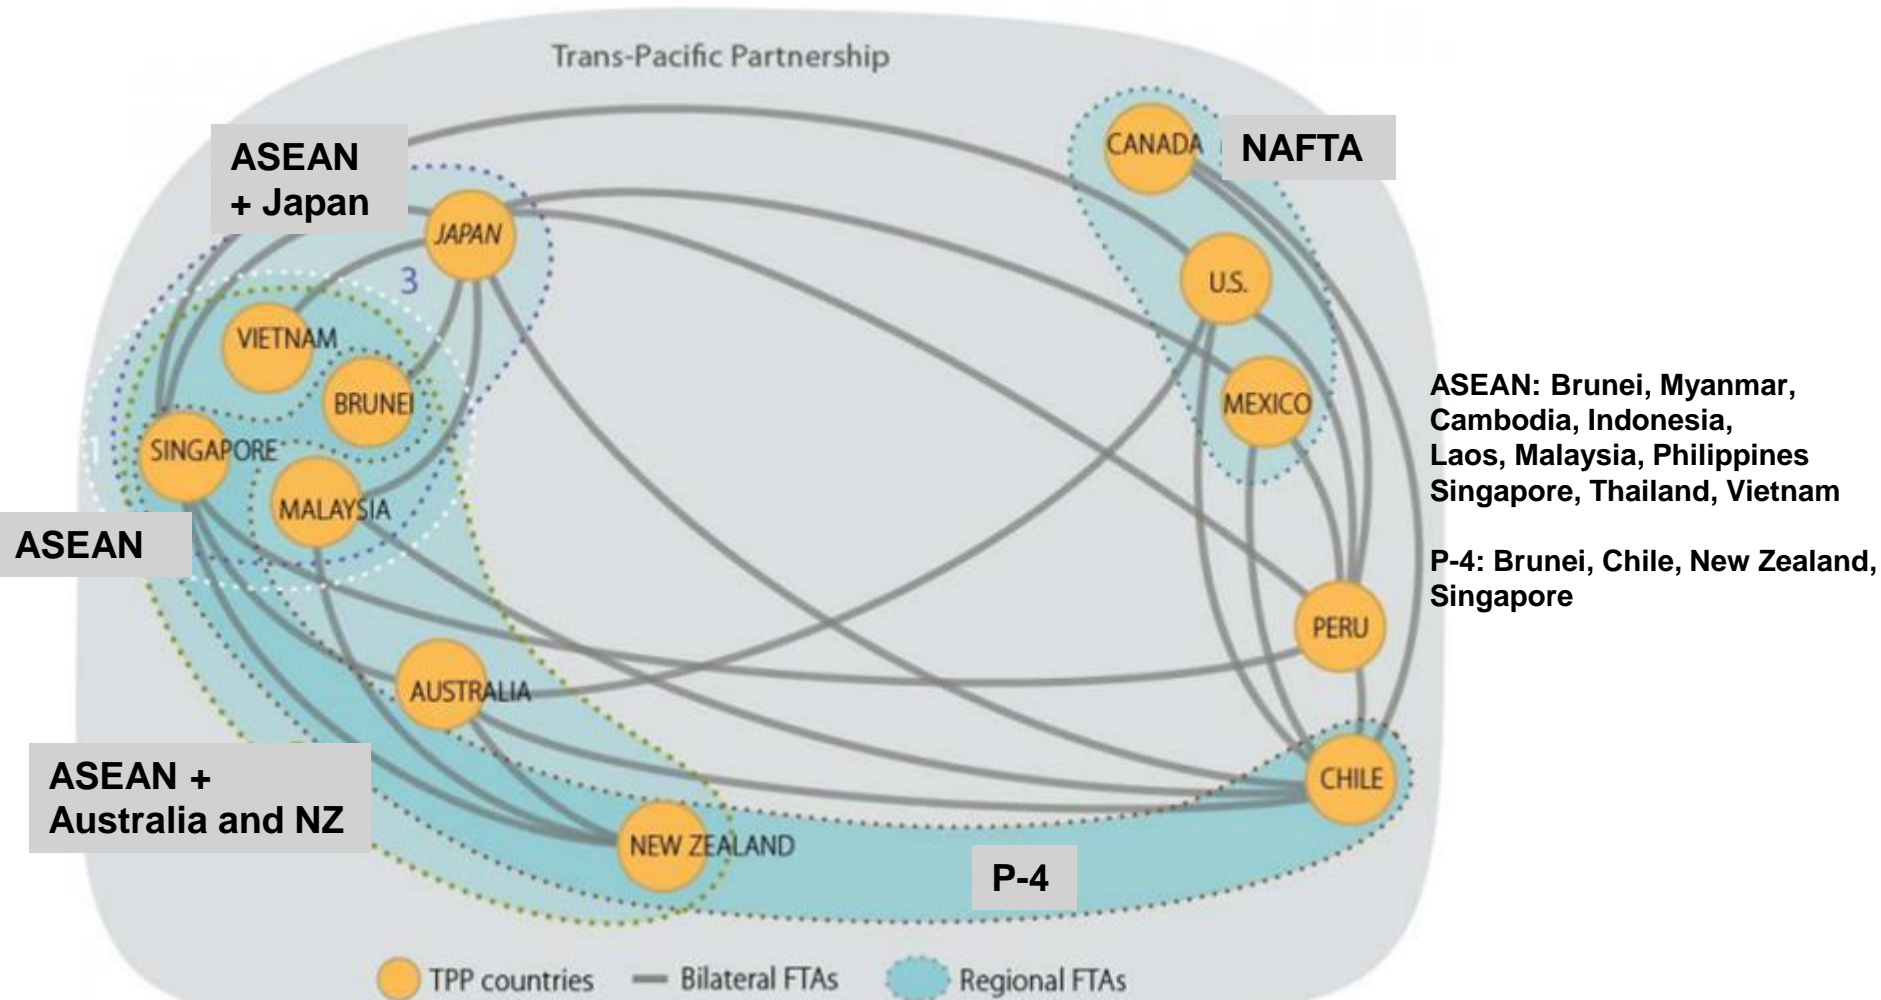 Trans-Pacific Partnership
ASEAN
+ Japan
CANADA
NAFTA
JAPAN
3
U.S.
VIETNAM
BRUNEI
MEXICO
SINGAPORE
MALAYSIA
ASEAN
ASEAN: Brunei, Myanmar,
Cambodia, Indonesia,
Laos, Malaysia, Philippines
Singapore, Thailand, Vietnam
P-4: Brunei, Chile, New Zealand,
Singapore
PERU
AUSTRALIA
ASEAN +
Australia and NZ
CHILE
NEW ZEALAND
P-4
TPP countries
Bilateral FTAs
Regional FTAs